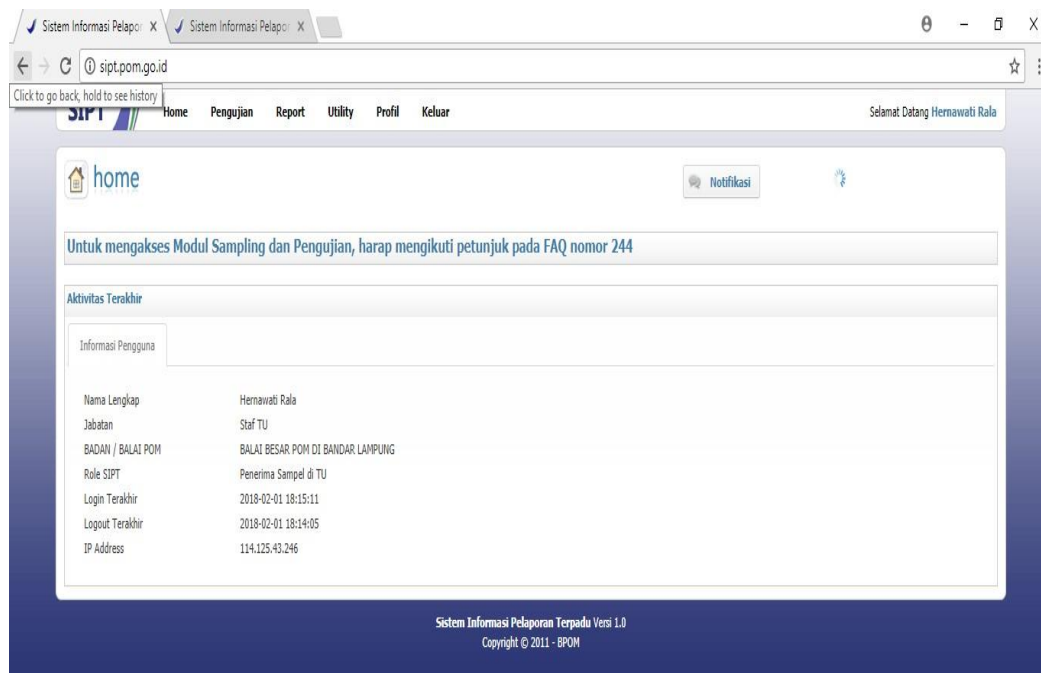 Sistem Informasi Pelapor X Sistem Informasi Pelapor X
sipt.pom.go.id
Click to go back, hold to see history
SIPT Home Pengujian Report Utility Profil Keluar Selamat Datang Hernawati Rala
home Notifikasi
Untuk mengakses Modul Sampling dan Pengujian, harap mengikuti petunjuk pada FAQ nomor 244
Aktivitas Terakhir
Informasi Pengguna
Nama Lengkap Hernawati Rala
Jabatan Staf TU
BADAN / BALAI POM BALAI BESAR POM DI BANDAR LAMPUNG
Role SIPT Penerima Sampel di TU
Login Terakhir 2018-02-01 18:15:11
Logout Terakhir 2018-02-01 18:14:05
IP Address 114.125.43.246
Sistem Informasi Pelaporan Terpadu Versi 1.0
Copyright © 2011 - BPOM